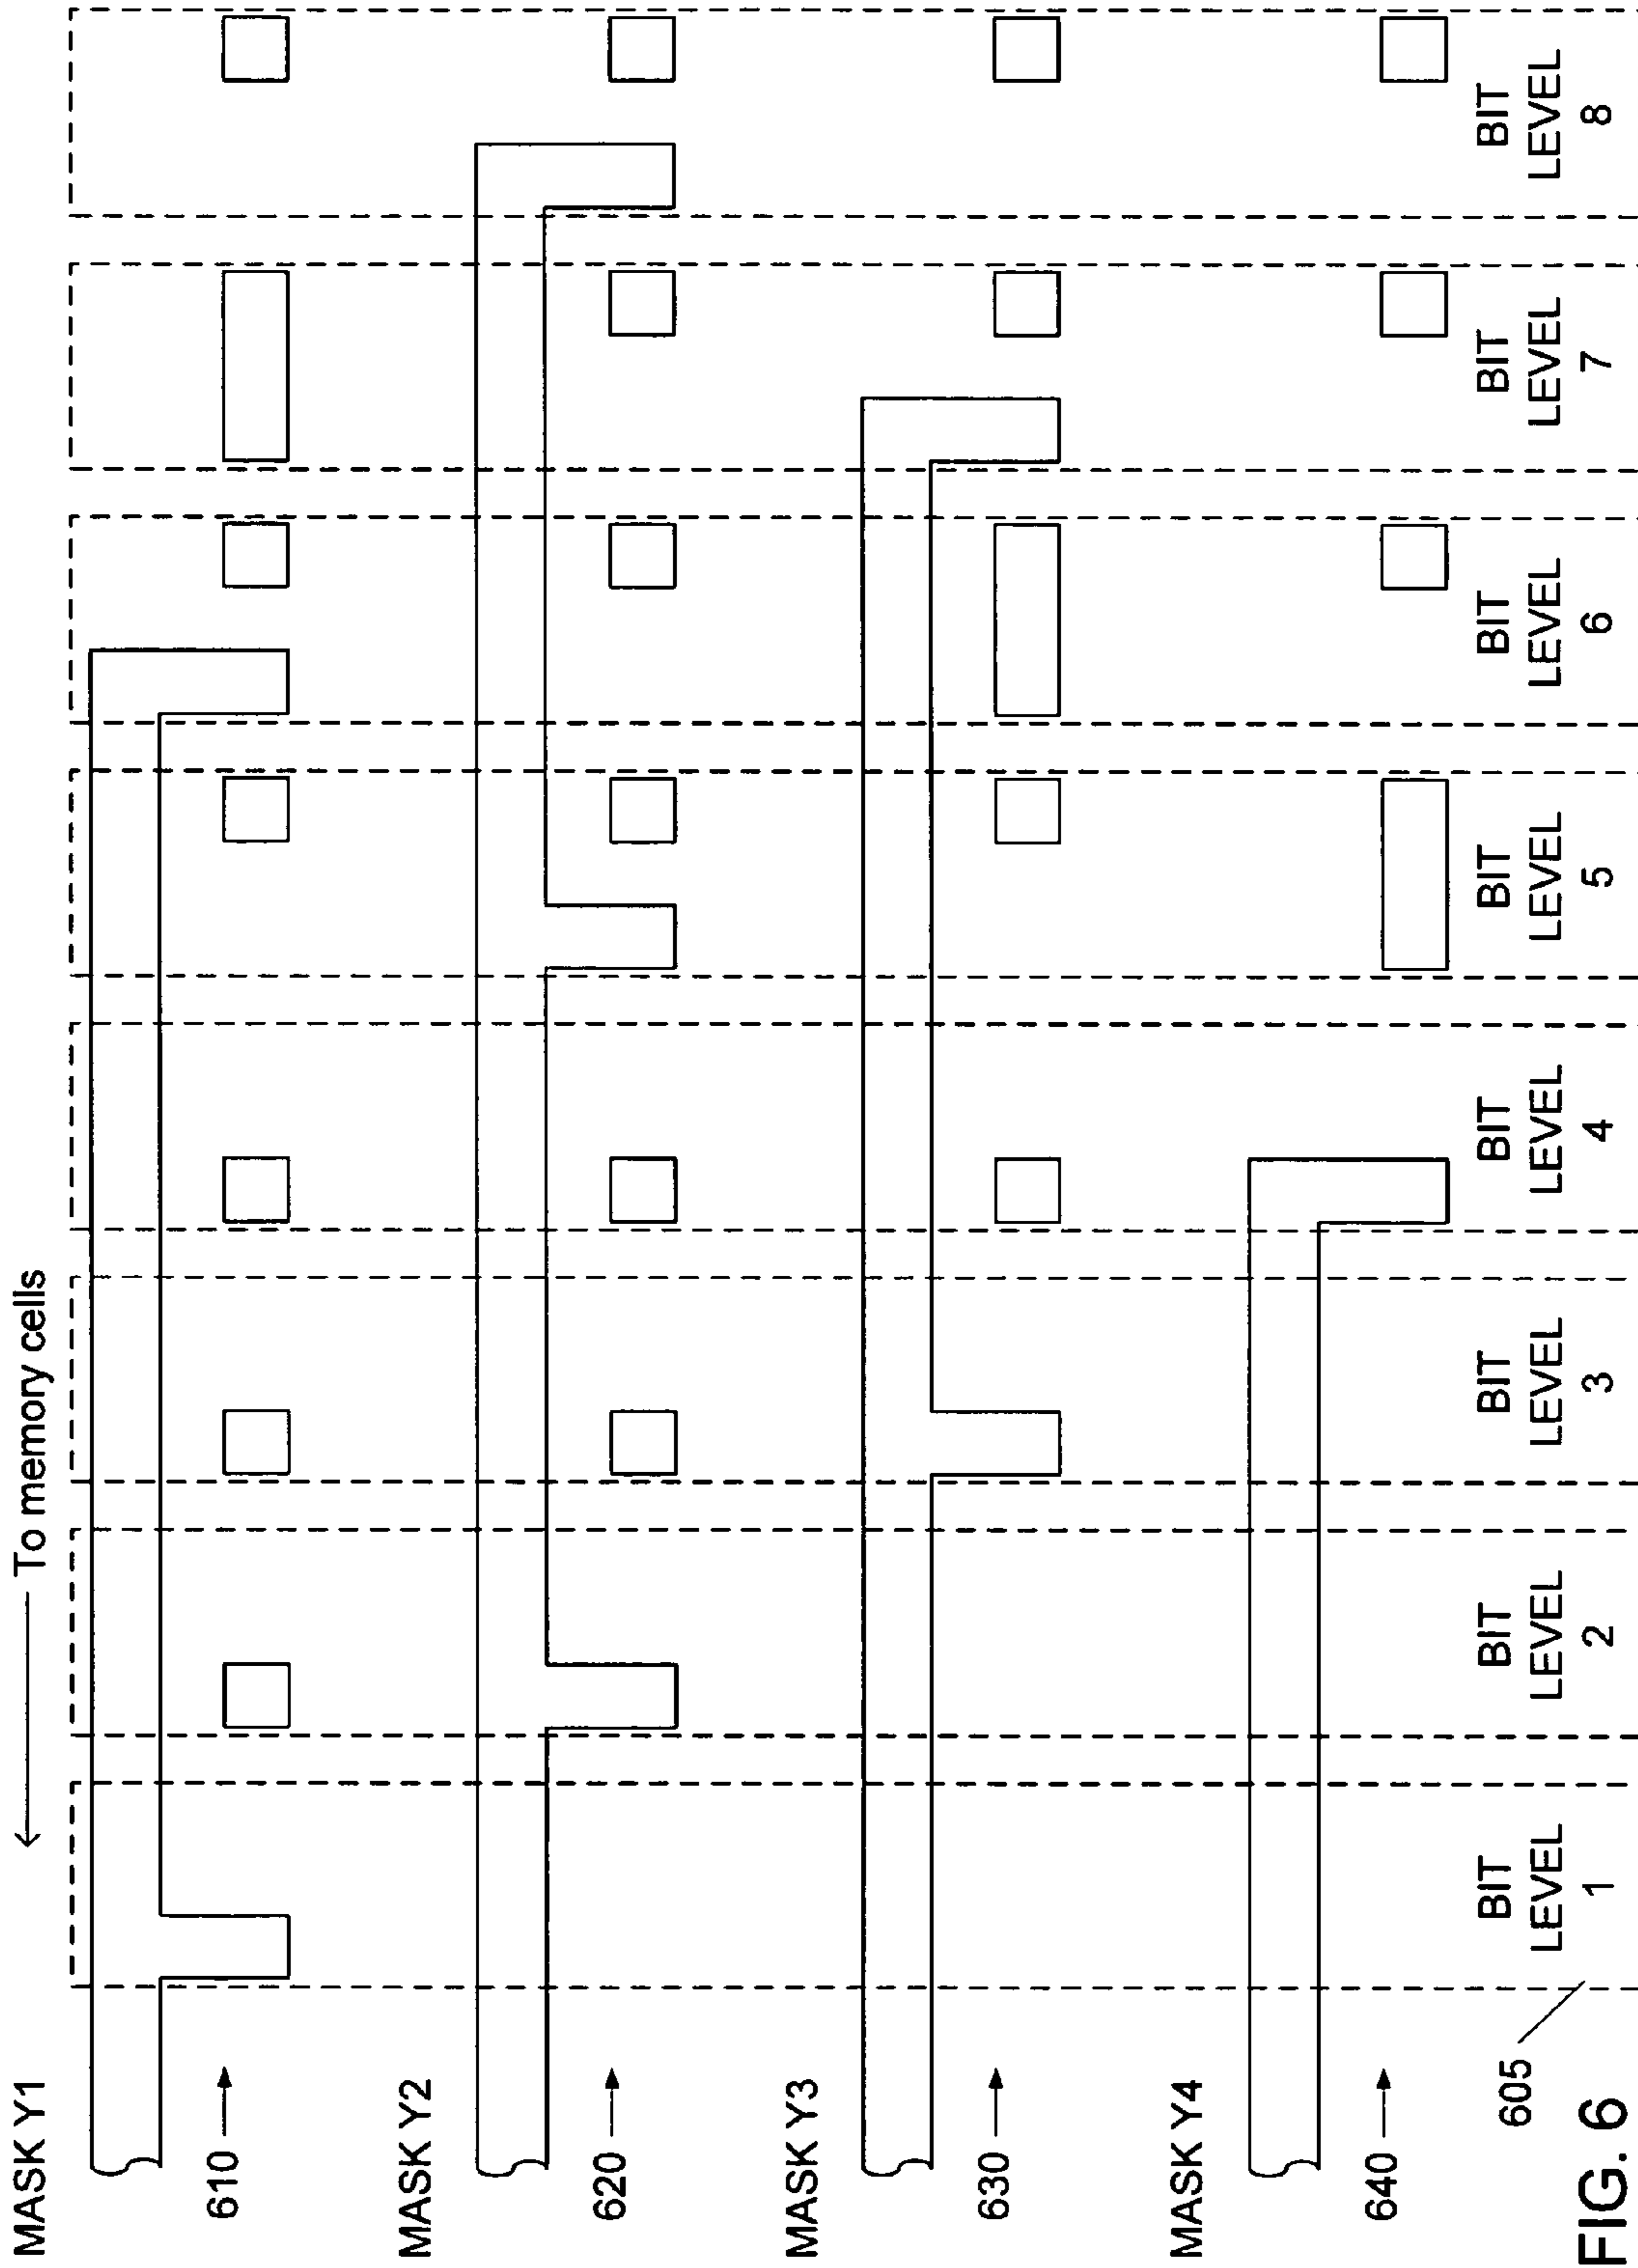 MASK Y1
To memory cells
610
MASK Y2
620
MASK Y3
630
MASK Y4
640
605
BIT
LEVEL
1
BIT
LEVEL
2
BIT
LEVEL
3
BIT
LEVEL
4
BIT
LEVEL
5
BIT
LEVEL
6
BIT
LEVEL
7
BIT
LEVEL
8
FIG. 6